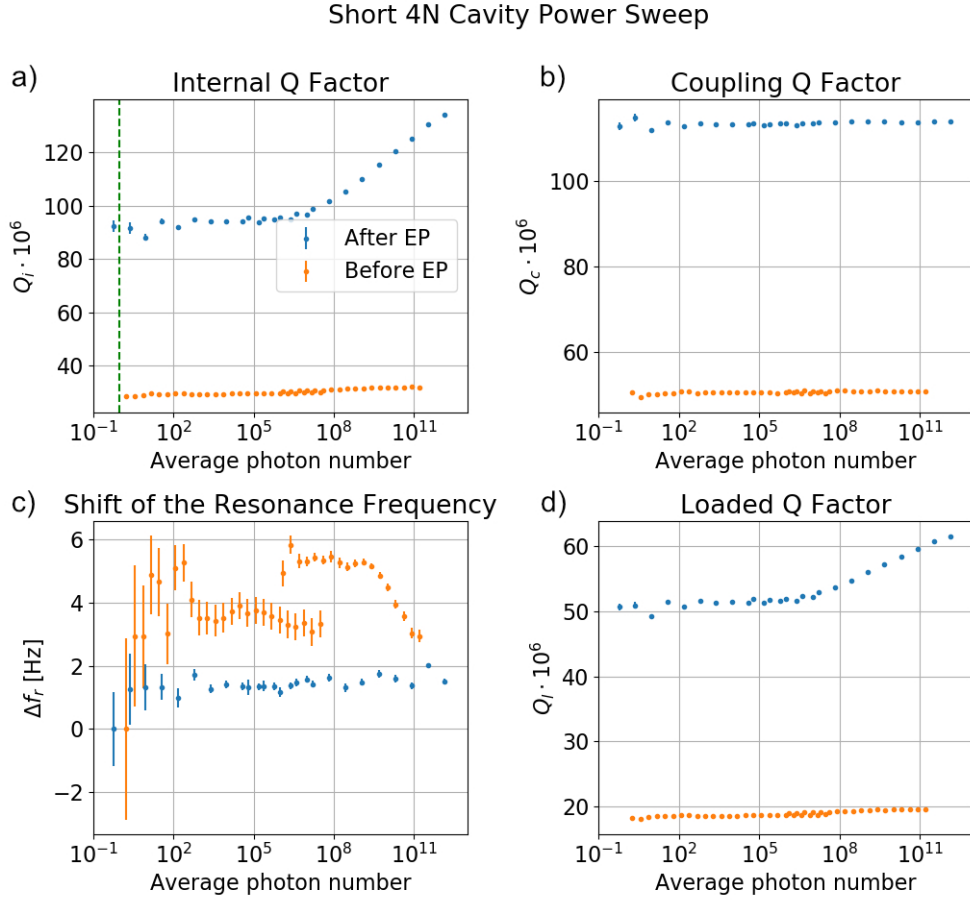 Short 4N Cavity Power Sweep
a) Internal Q Factor
120
100
80
60
40
Q_i · 10^6
After EP
Before EP
10^-1 10^2 10^5 10^8 10^11
Average photon number
b) Coupling Q Factor
100
80
60
Q_c · 10^6
10^-1 10^2 10^5 10^8 10^11
Average photon number
c) Shift of the Resonance Frequency
6
4
2
0
−2
Δf_r [Hz]
10^-1 10^2 10^5 10^8 10^11
Average photon number
d) Loaded Q Factor
60
50
40
30
20
Q_l · 10^6
10^-1 10^2 10^5 10^8 10^11
Average photon number